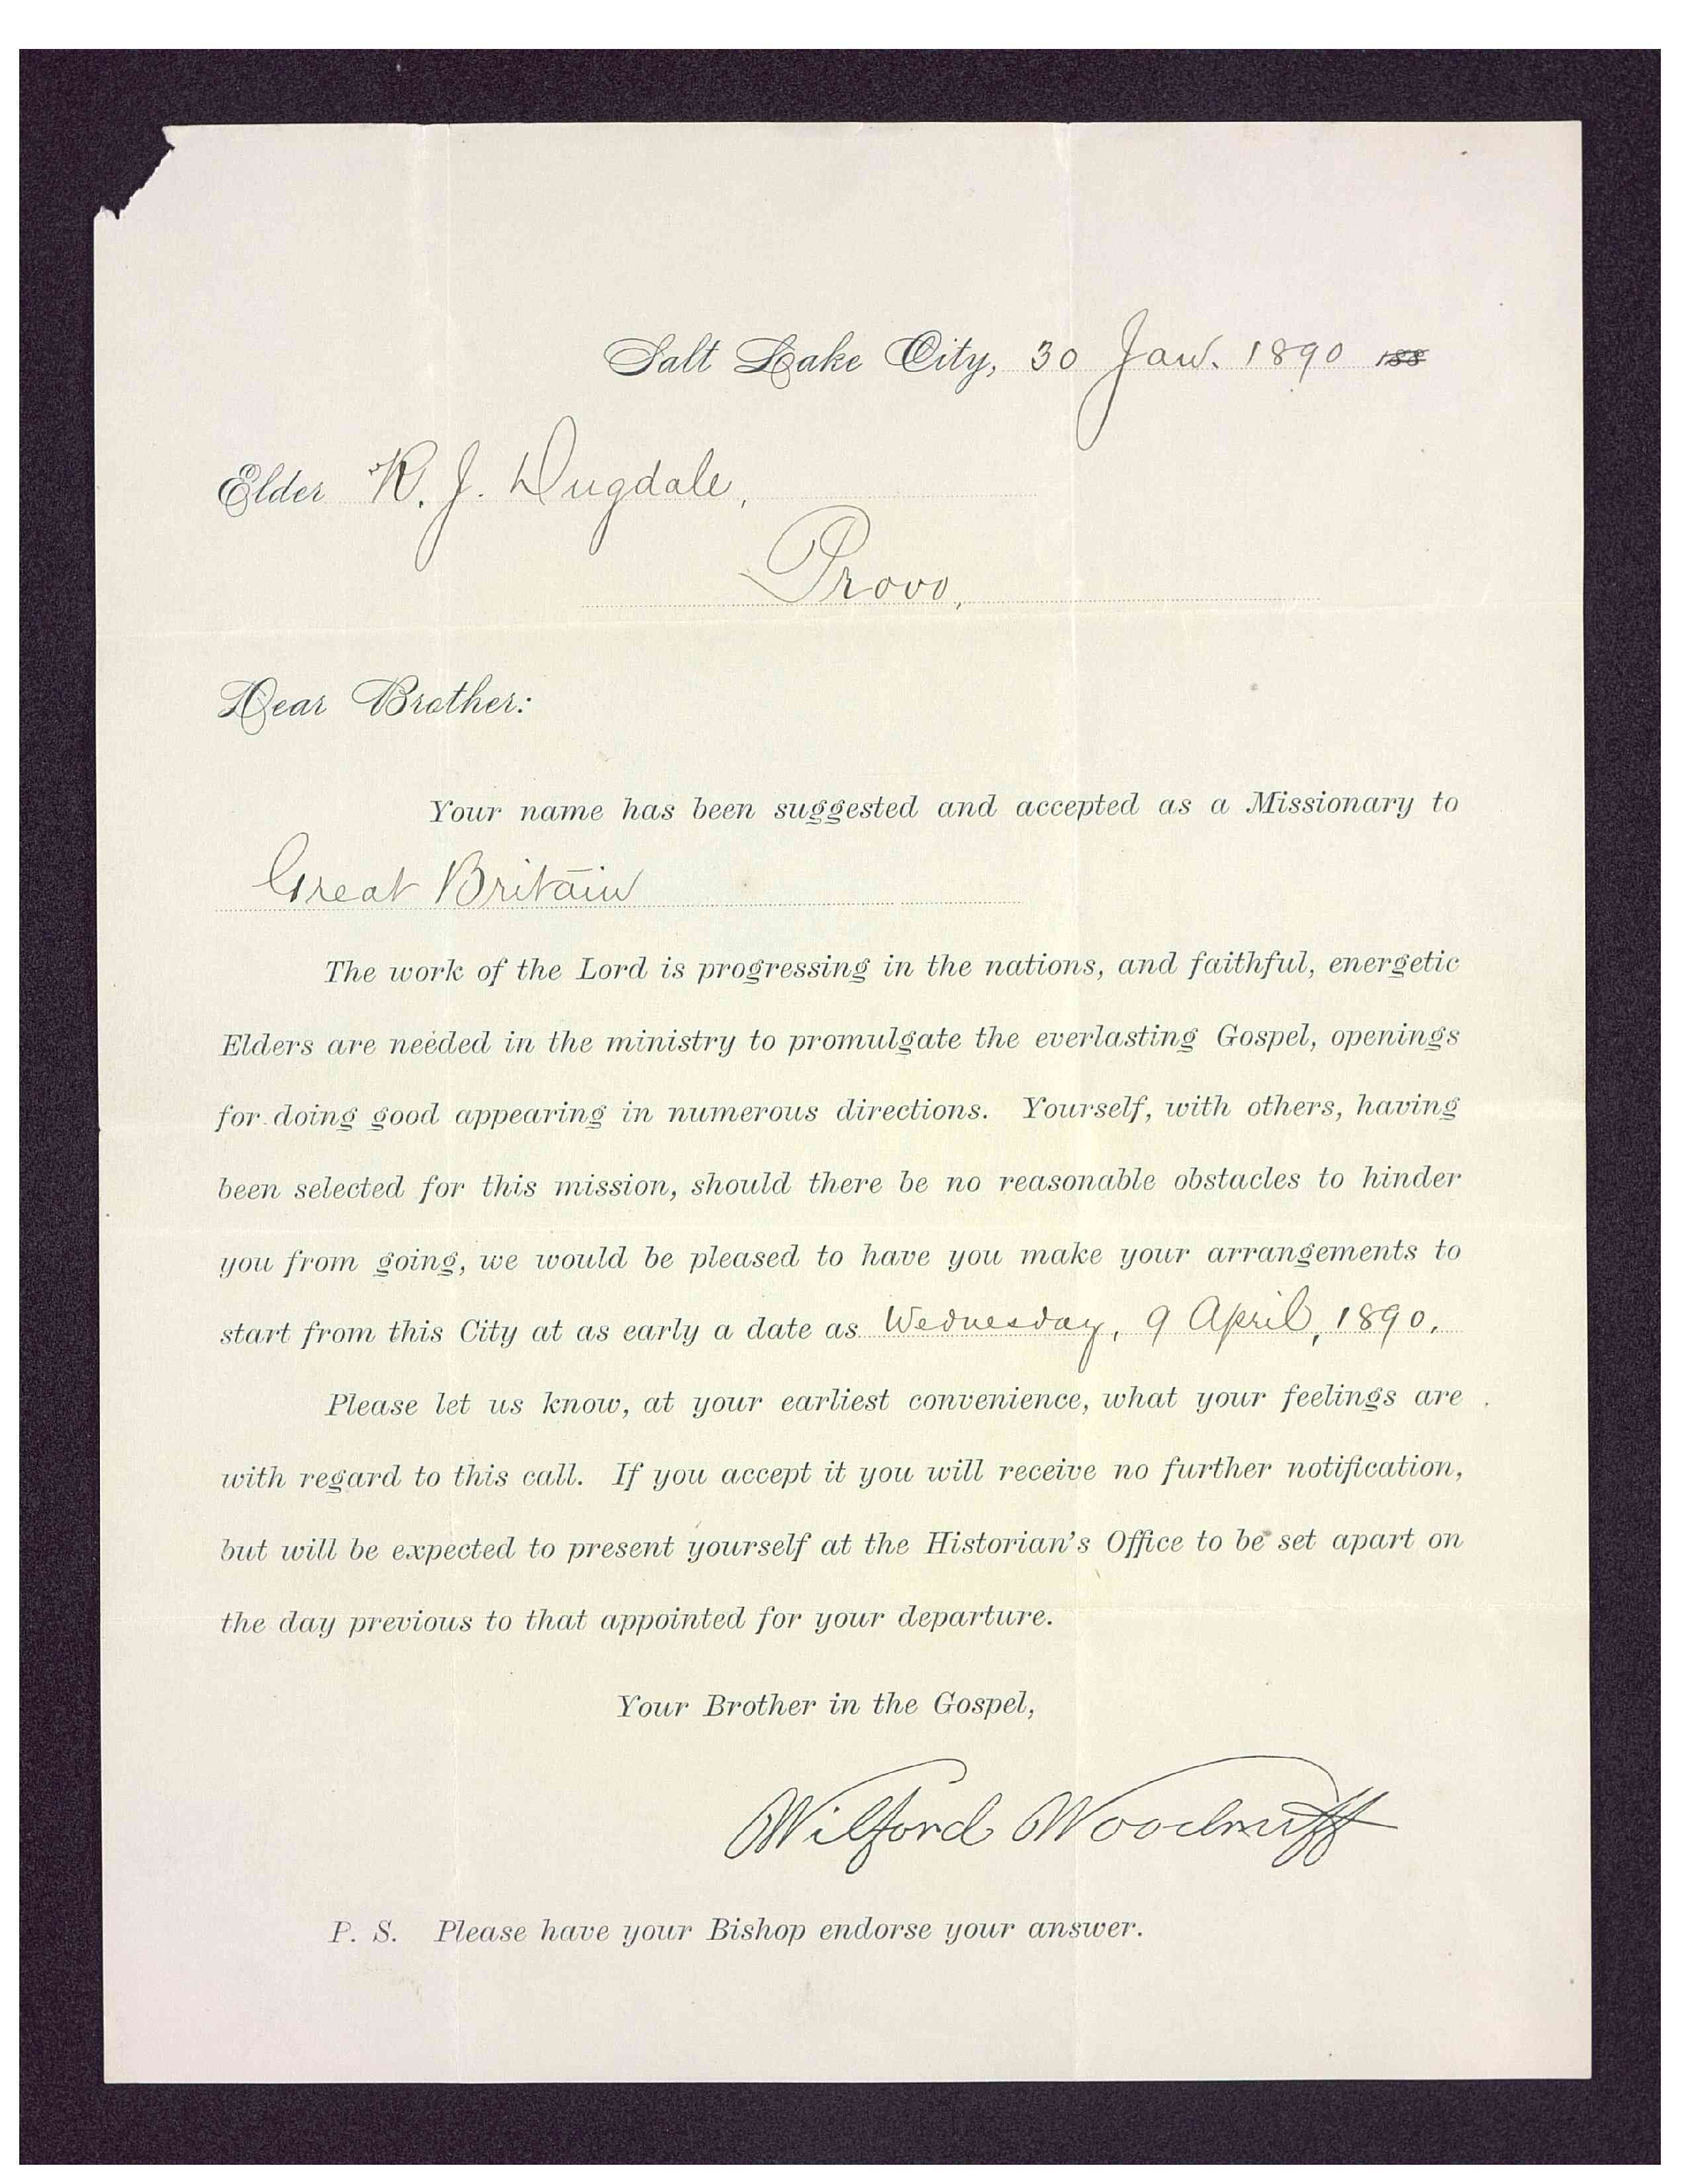 Salt Lake City, 30 Jan. 1890 188
Elder R. J. Dugdale,
Provo,
Dear Brother:
Your name has been suggested and accepted as a Missionary to
Great Britain
The work of the Lord is progressing in the nations, and faithful, energetic
Elders are needed in the ministry to promulgate the everlasting Gospel, openings
for doing good appearing in numerous directions. Yourself, with others, having
been selected for this mission, should there be no reasonable obstacles to hinder
you from going, we would be pleased to have you make your arrangements to
start from this City at as early a date as Wednesday, 9 April, 1890.
Please let us know, at your earliest convenience, what your feelings are
with regard to this call. If you accept it you will receive no further notification,
but will be expected to present yourself at the Historian's Office to be set apart on
the day previous to that appointed for your departure.
Your Brother in the Gospel,
Wilford Woodruff
P. S. Please have your Bishop endorse your answer.